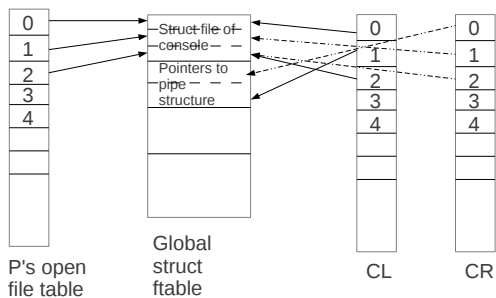 0
1
2
3
4
Struct file of
console
Pointers to
pipe
structure
0
1
2
3
4
0
1
2
3
4
P's open
file table
Global
struct
ftable
CL
CR